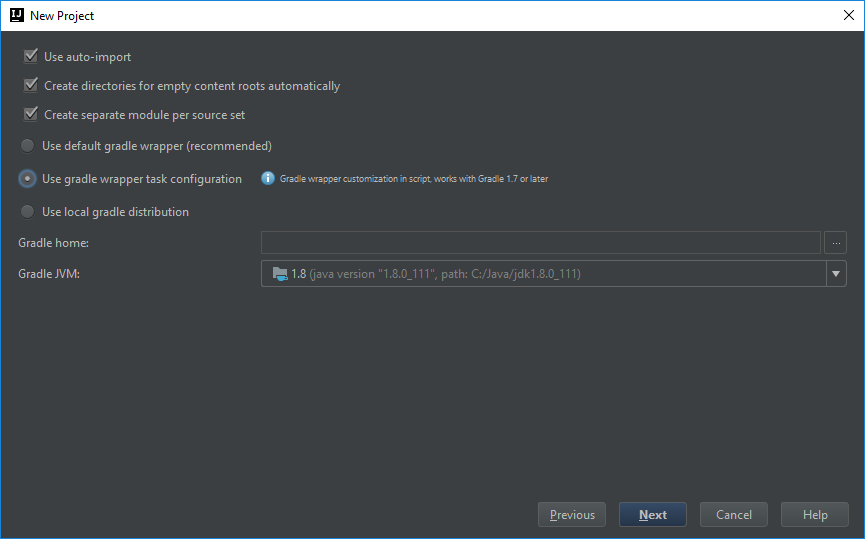 New Project
Use auto-import
Create directories for empty content roots automatically
Create separate module per source set
Use default gradle wrapper (recommended)
Use gradle wrapper task configuration Gradle wrapper customization in script, works with Gradle 1.7 or later
Use local gradle distribution
Gradle home: ...
Gradle JVM: 1.8 (java version "1.8.0_111", path: C:/Java/jdk1.8.0_111)
Previous Next Cancel Help